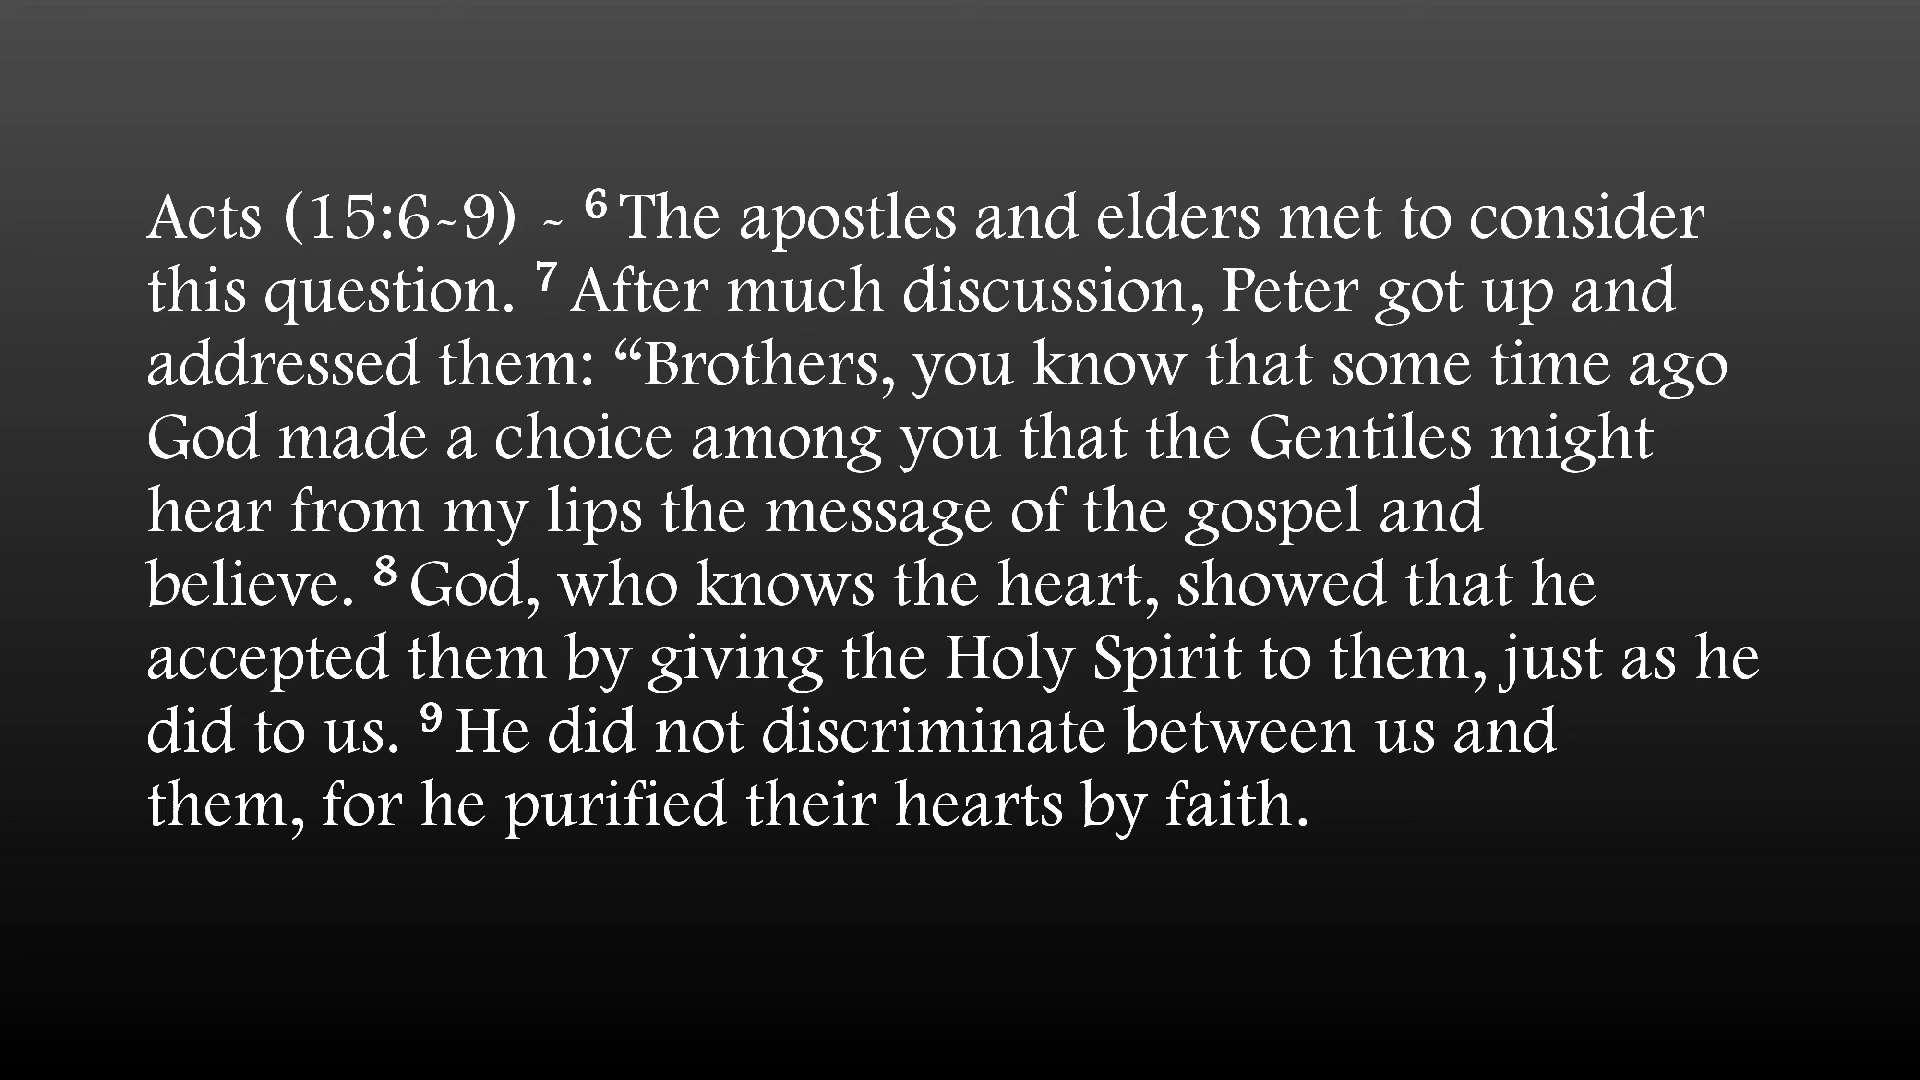 Acts (15:6-9) - ⁶ The apostles and elders met to consider
this question. ⁷ After much discussion, Peter got up and
addressed them: “Brothers, you know that some time ago
God made a choice among you that the Gentiles might
hear from my lips the message of the gospel and
believe. ⁸ God, who knows the heart, showed that he
accepted them by giving the Holy Spirit to them, just as he
did to us. ⁹ He did not discriminate between us and
them, for he purified their hearts by faith.